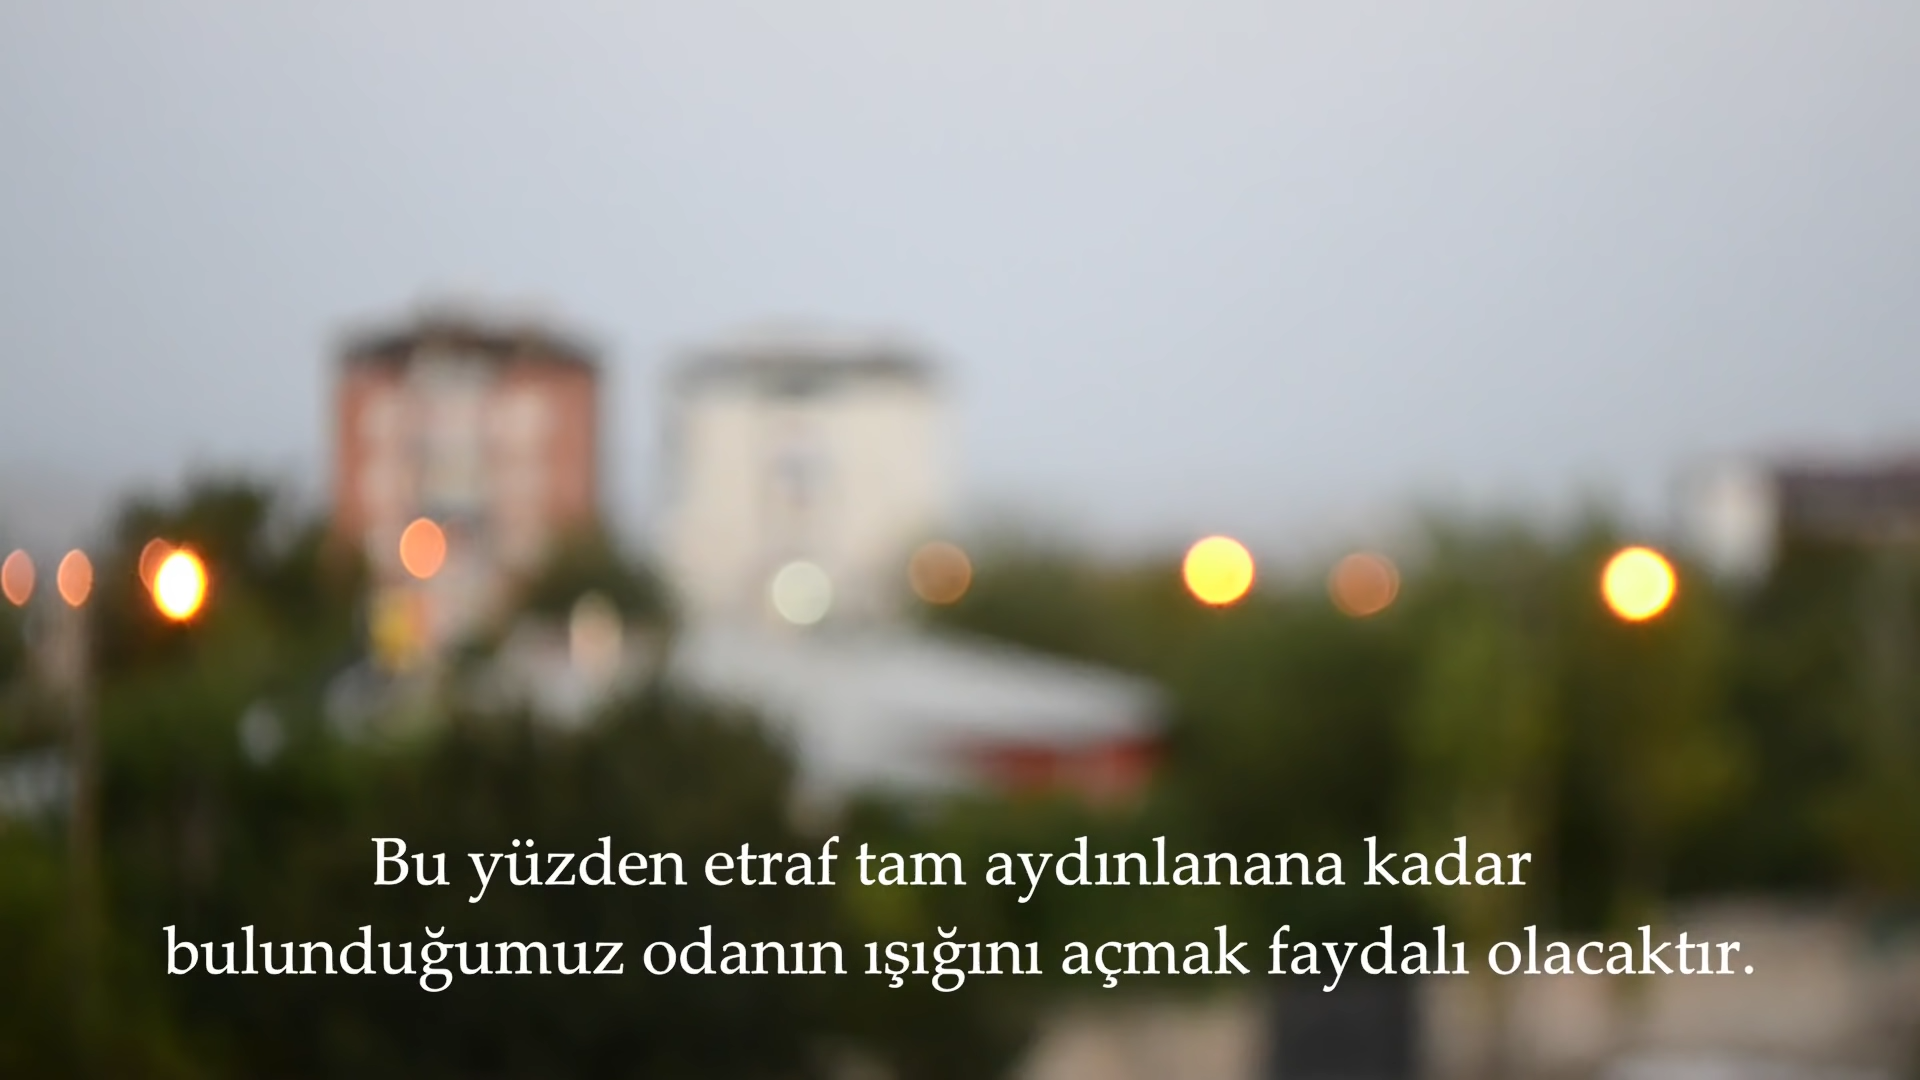 Bu yüzden etraf tam aydınlanana kadar
bulunduğumuz odanın ışığını açmak faydalı olacaktır.